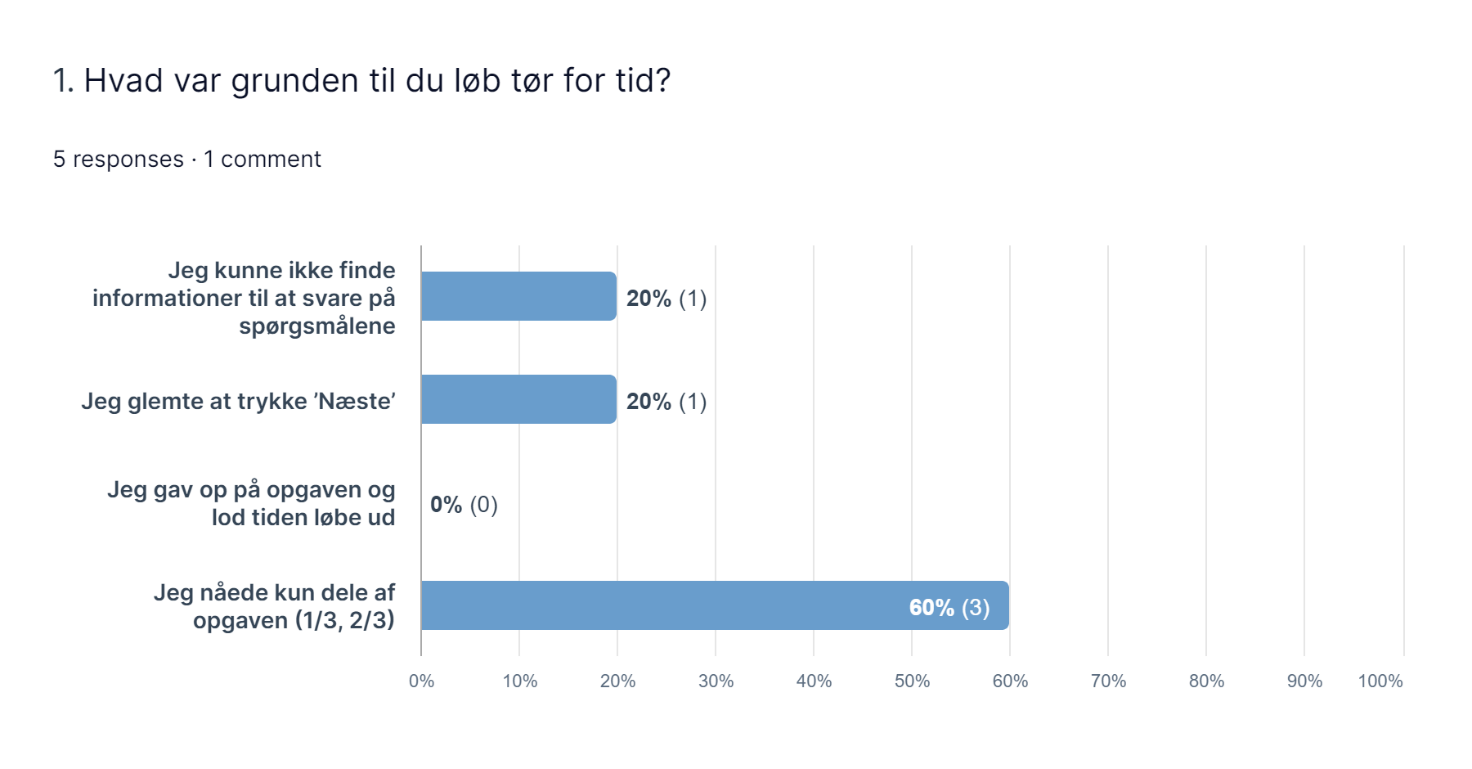 1. Hvad var grunden til du løb tør for tid?
5 responses · 1 comment
Jeg kunne ikke finde
informationer til at svare på
spørgsmålene
20% (1)
Jeg glemte at trykke ’Næste’
20% (1)
Jeg gav op på opgaven og
lod tiden løbe ud
0% (0)
Jeg nåede kun dele af
opgaven (1/3, 2/3)
60% (3)
0% 10% 20% 30% 40% 50% 60% 70% 80% 90% 100%